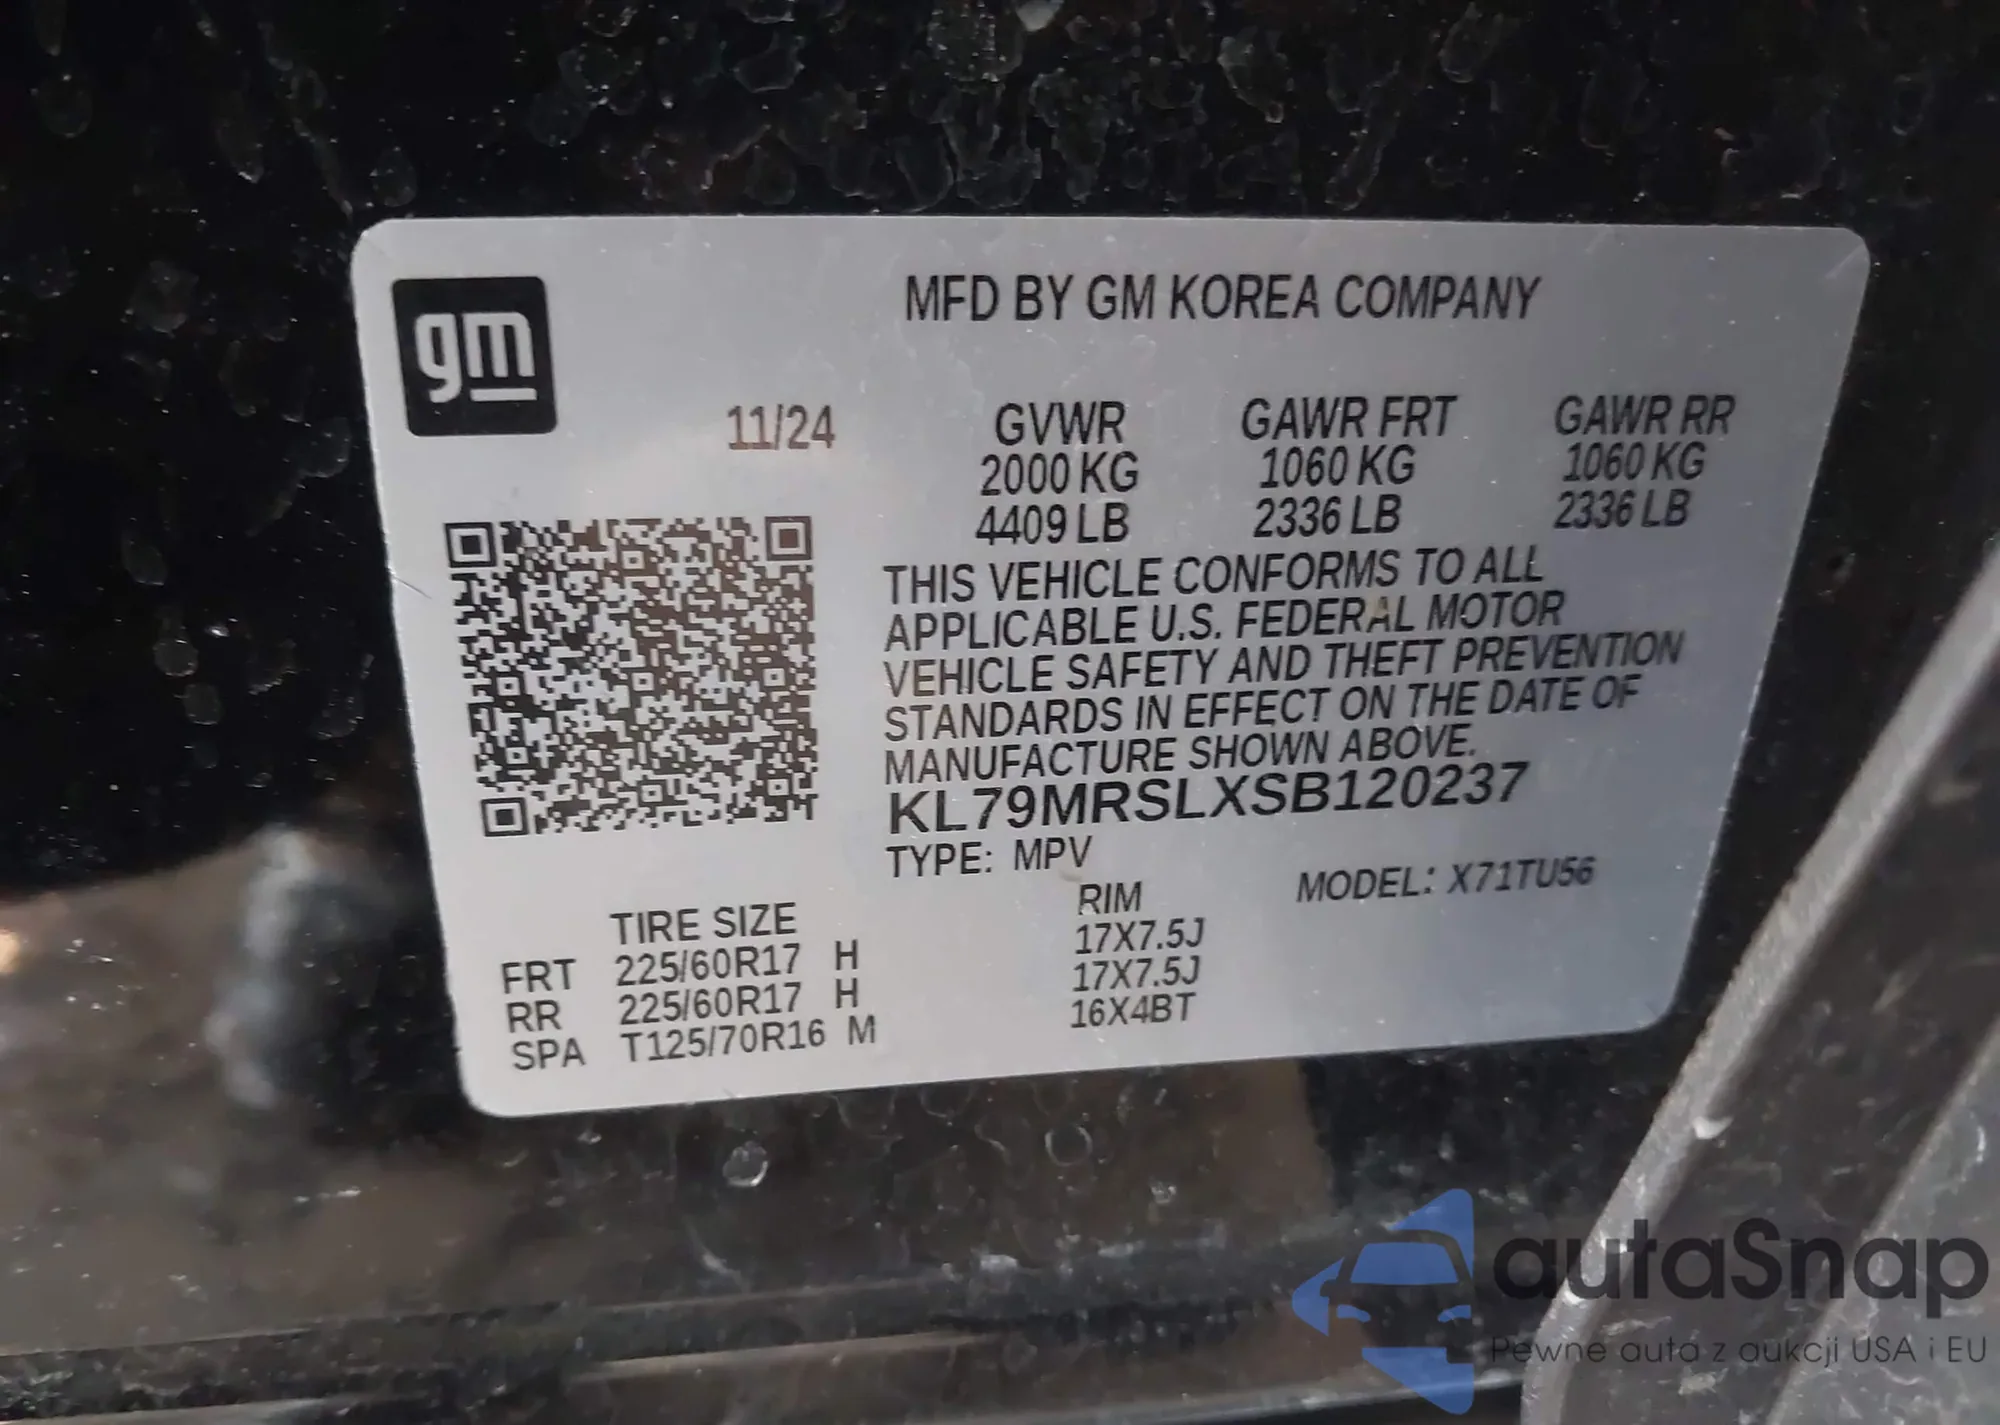 gm
MFD BY GM KOREA COMPANY
11/24
GVWR GAWR FRT GAWR RR
2000 KG 1060 KG 1060 KG
4409 LB 2336 LB 2336 LB
THIS VEHICLE CONFORMS TO ALL
APPLICABLE U.S. FEDERAL MOTOR
VEHICLE SAFETY AND THEFT PREVENTION
STANDARDS IN EFFECT ON THE DATE OF
MANUFACTURE SHOWN ABOVE.
KL79MRSLXSB120237
TYPE: MPV
MODEL: X71TU56
TIRE SIZE RIM
FRT 225/60R17 H 17X7.5J
RR 225/60R17 H 17X7.5J
SPA T125/70R16 M 16X4BT
autaSnap
Pewne auta z aukcji USA i EU